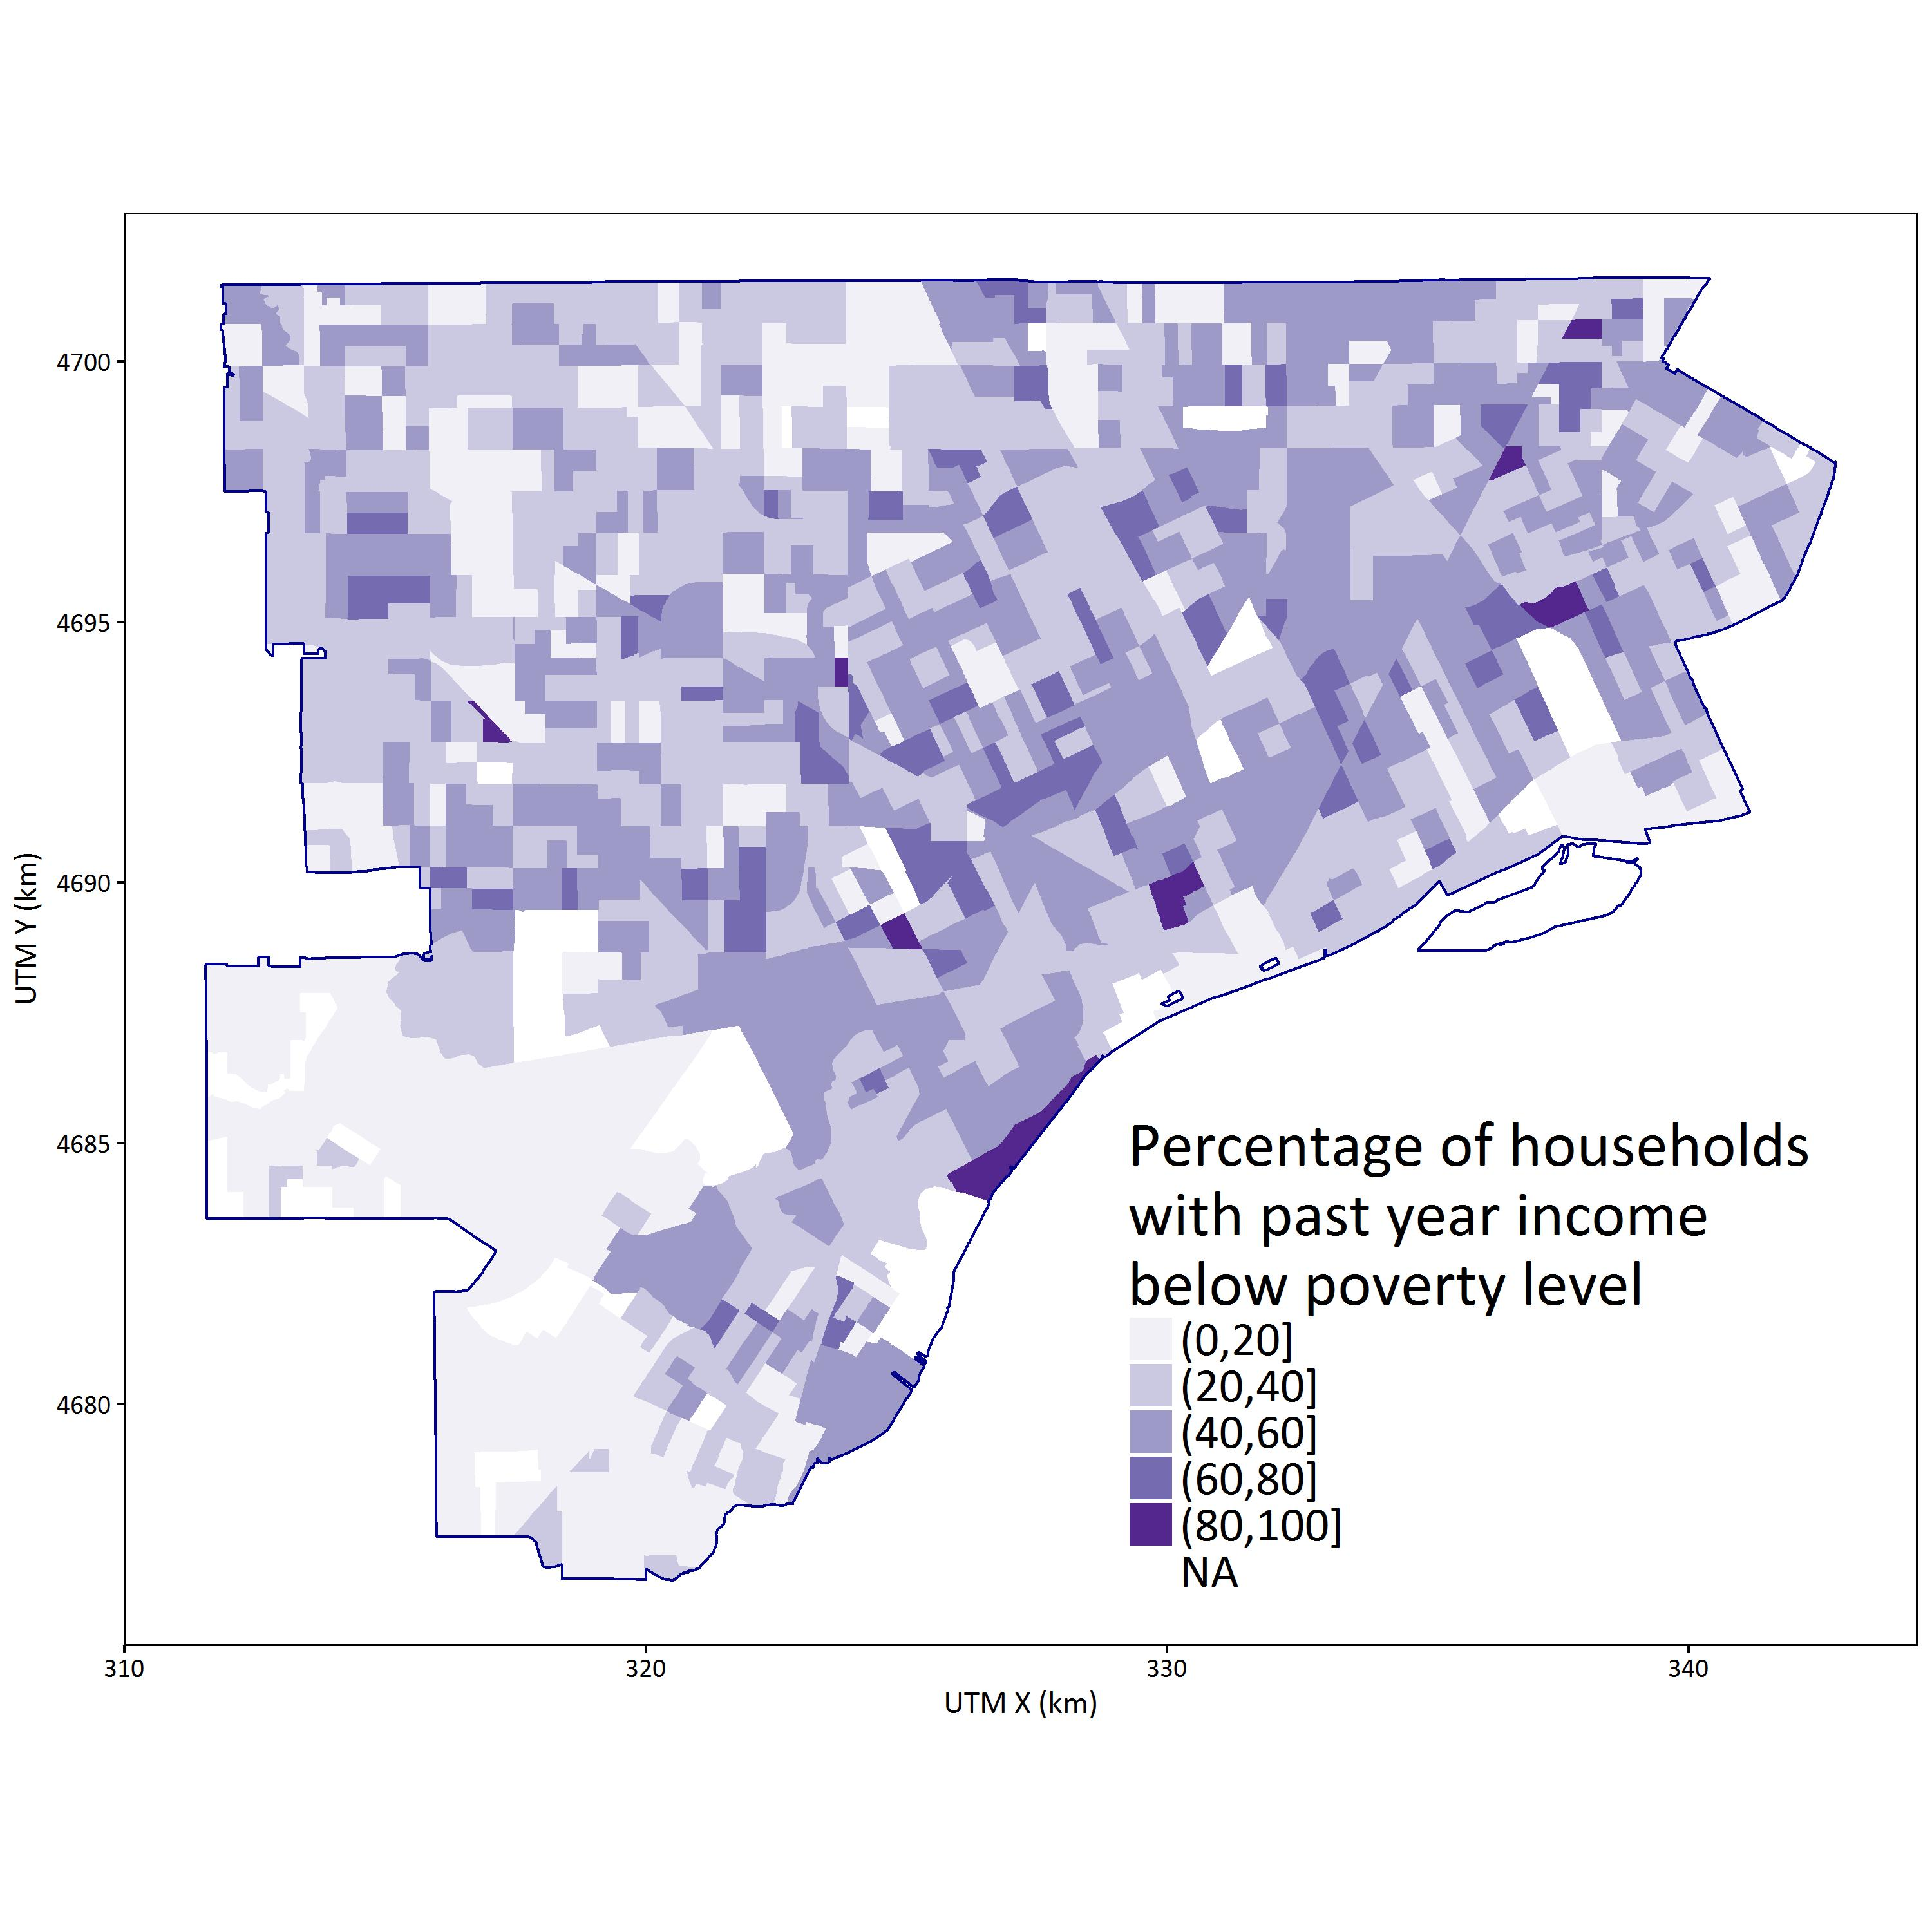 4700
4695
4690
4685
4680
UTM Y (km)
310
320
330
340
UTM X (km)
Percentage of households
with past year income
below poverty level
(0,20]
(20,40]
(40,60]
(60,80]
(80,100]
NA